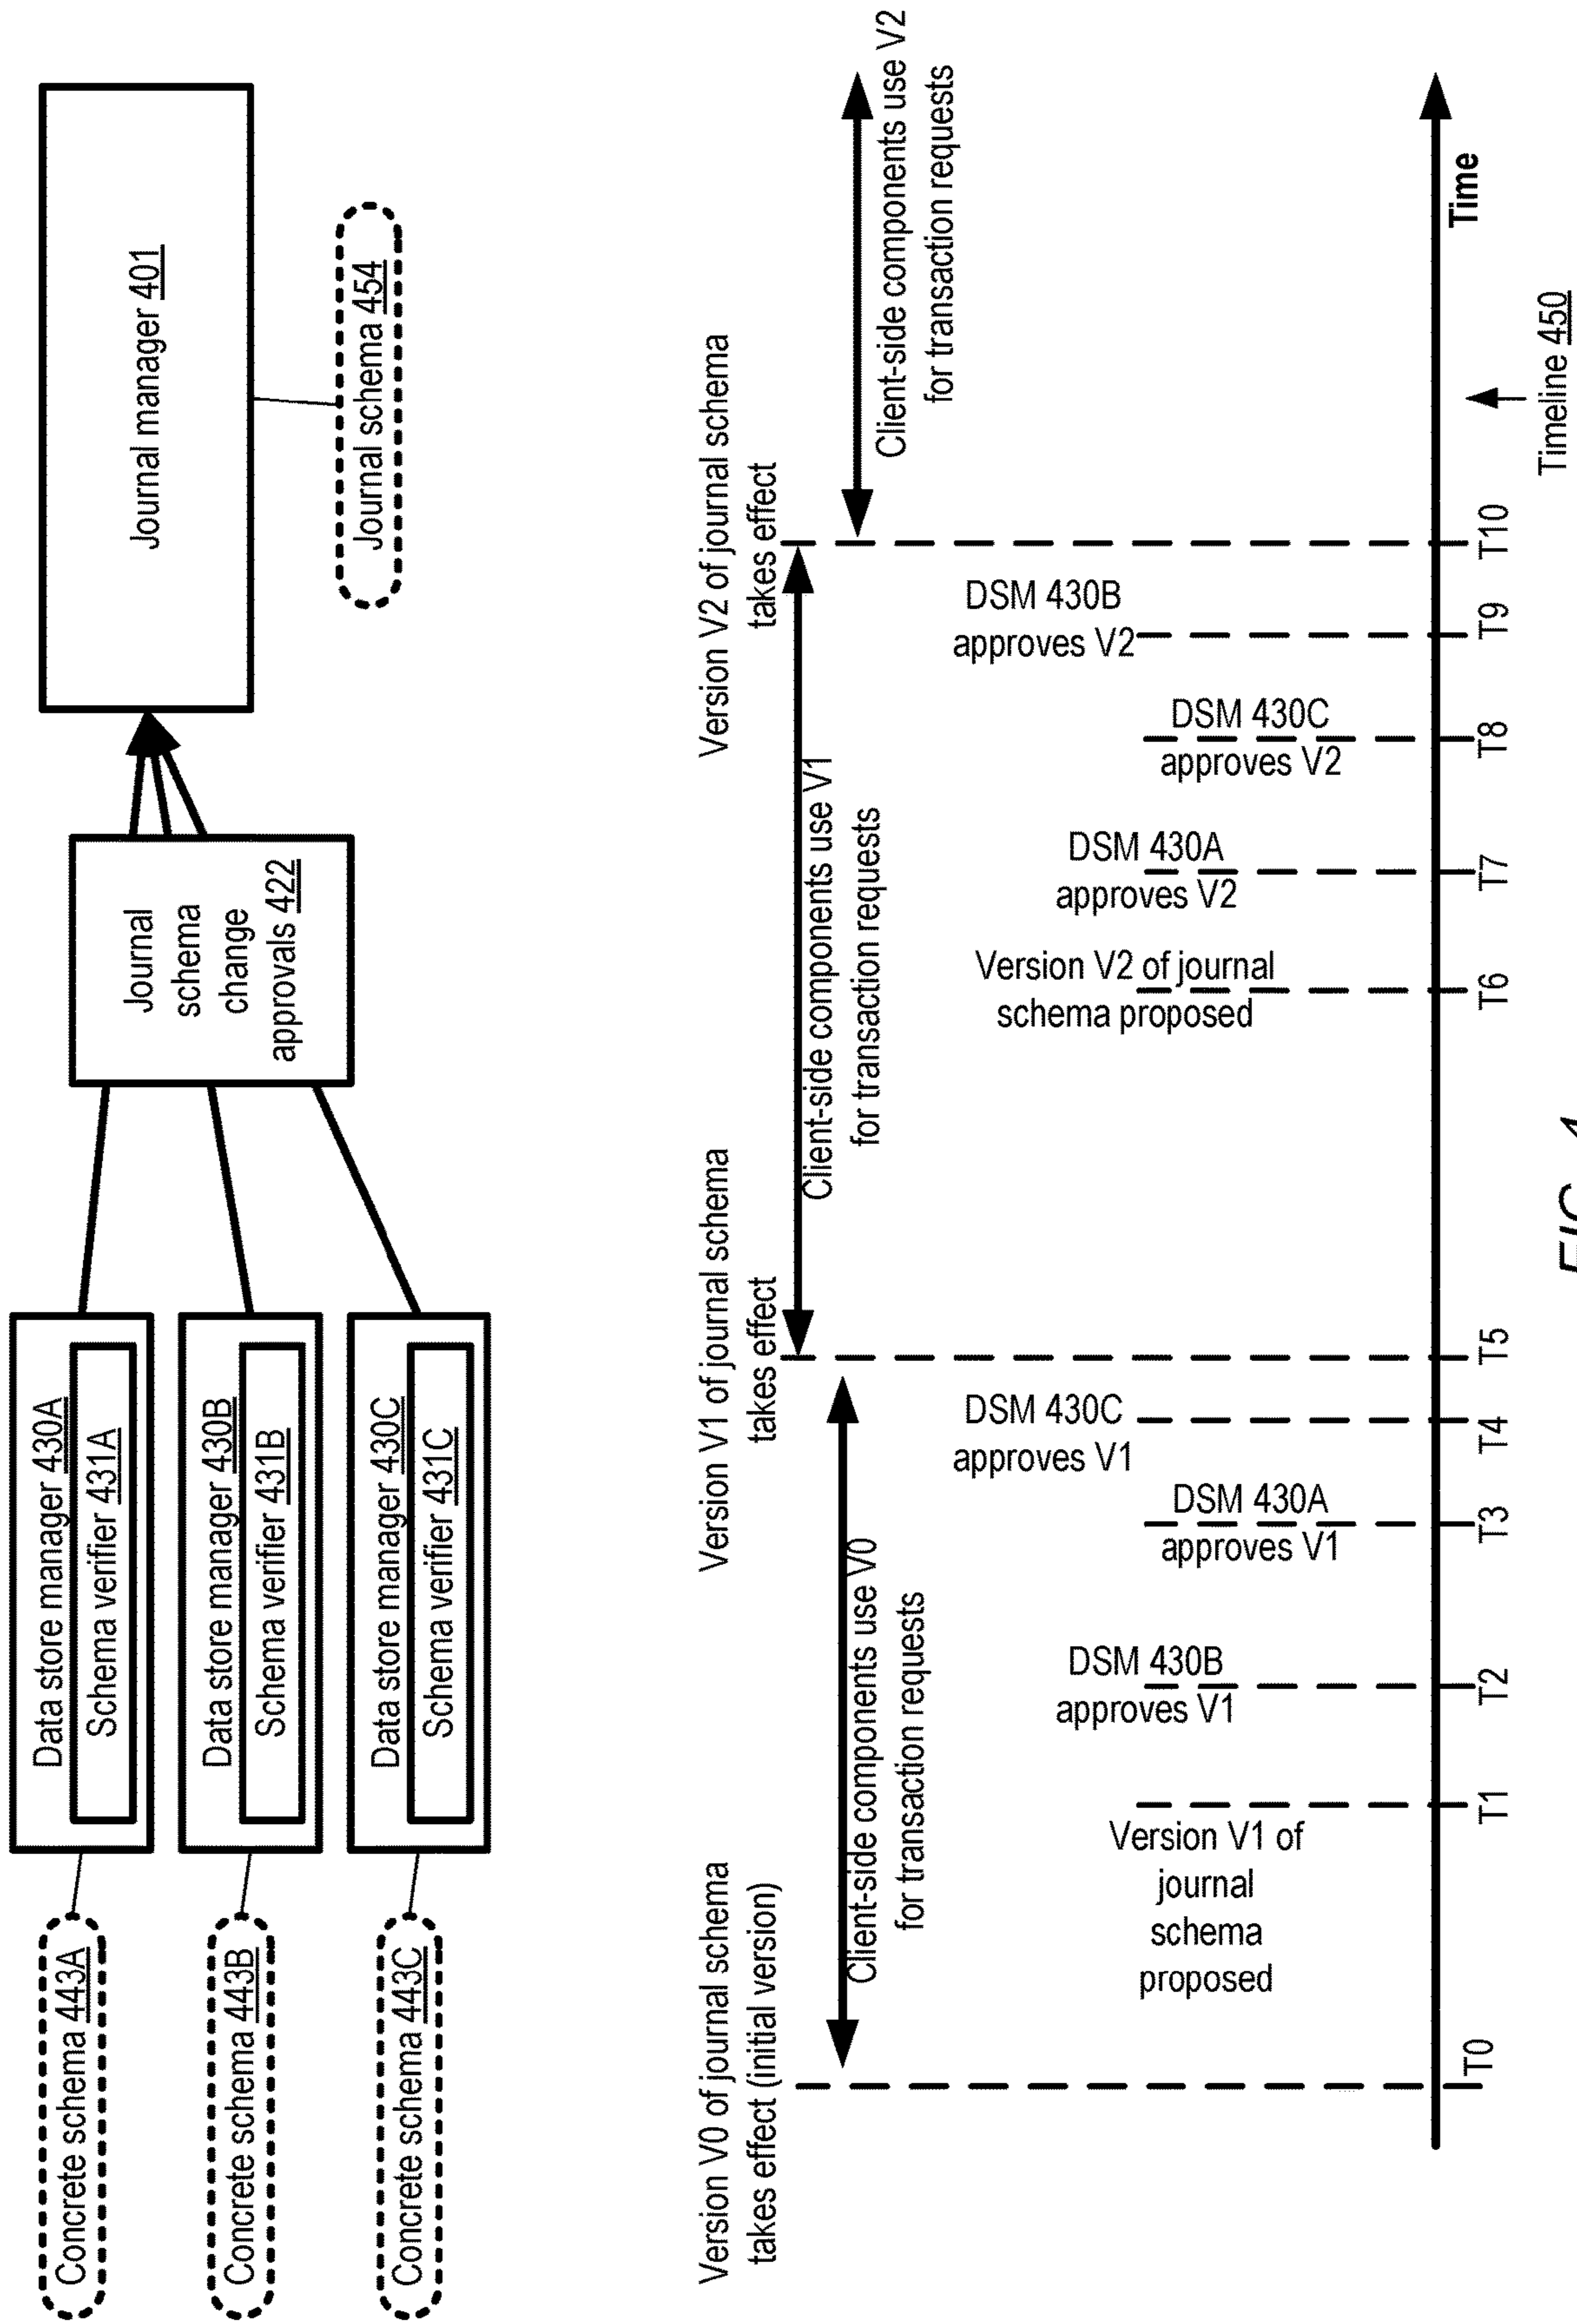 Concrete schema 443A
Data store manager 430A
Schema verifier 431A
Concrete schema 443B
Data store manager 430B
Schema verifier 431B
Concrete schema 443C
Data store manager 430C
Schema verifier 431C
Journal
schema
change
approvals 422
Journal manager 401
Journal schema 454
Version V0 of journal schema
takes effect (initial version)
Version V1 of journal schema
takes effect
Version V2 of journal schema
takes effect
Client-side components use V0
for transaction requests
Client-side components use V1
for transaction requests
Client-side components use V2
for transaction requests
Version V1 of
journal
schema
proposed
DSM 430B
approves V1
DSM 430A
approves V1
DSM 430C
approves V1
Version V2 of journal
schema proposed
DSM 430A
approves V2
DSM 430C
approves V2
DSM 430B
approves V2
T0
T1
T2
T3
T4
T5
T6
T7
T8
T9
T10
Time
Timeline 450